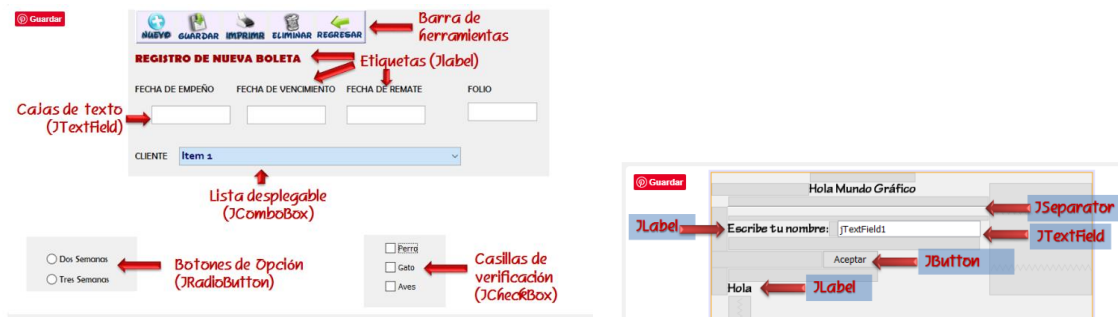 Guardar
NUEVO GUARDAR IMPRIMIR ELIMINAR REGRESAR
Barra de
herramientas
REGISTRO DE NUEVA BOLETA
Etiquetas (Jlabel)
FECHA DE EMPEÑO FECHA DE VENCIMIENTO FECHA DE REMATE FOLIO
Cajas de texto
(JTextField)
CLIENTE Item 1
Lista desplegable
(JComboBox)
Dos Semanas
Tres Semanas
Botones de Opción
(JRadioButton)
Perro
Gato
Aves
Casillas de
verificación
(JCheckBox)
Guardar
Hola Mundo Gráfico
JSeparator
JLabel
Escribe tu nombre: jTextField1
JTextField
Aceptar
JButton
Hola
JLabel